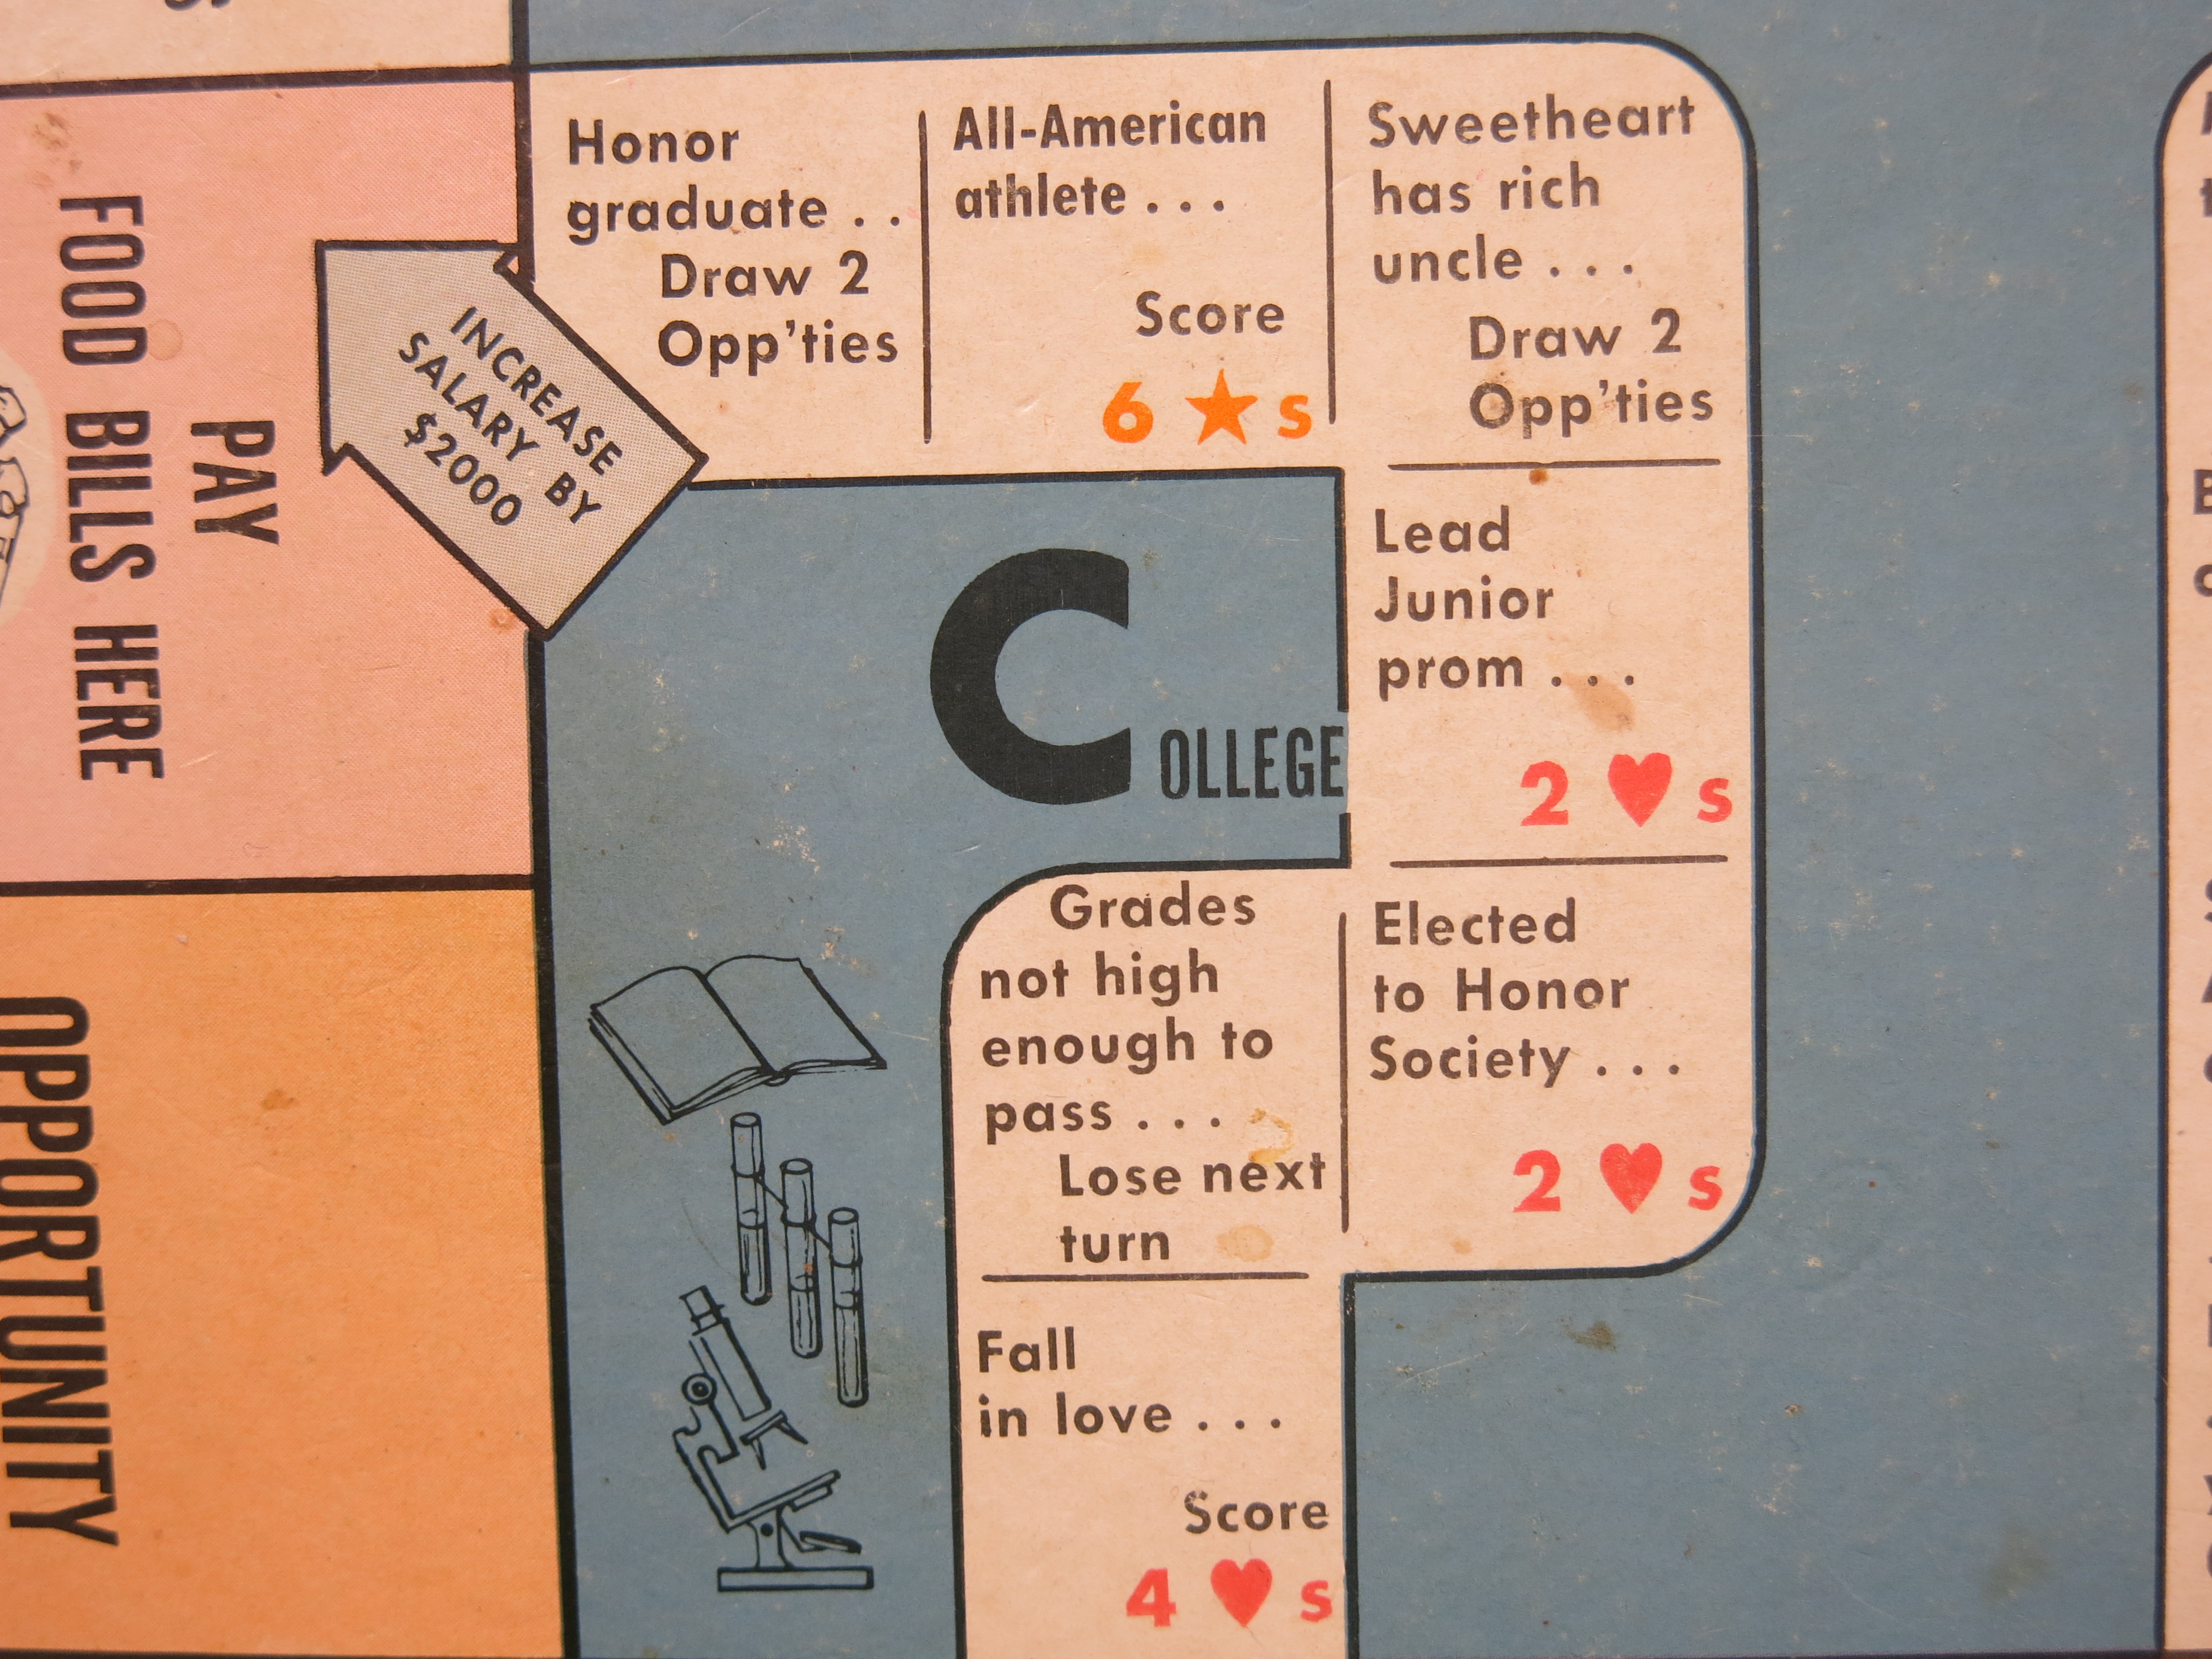 Honor
graduate . .
Draw 2
Opp'ties
All-American
athlete . . .
Score
6 ★ s
Sweetheart
has rich
uncle . . .
Draw 2
Opp'ties
Lead
Junior
prom . . .
2 ♥ s
Elected
to Honor
Society . . .
2 ♥ s
Grades
not high
enough to
pass . . .
Lose next
turn
Fall
in love . . .
Score
4 ♥ s
COLLEGE
INCREASE
SALARY BY
$2000
PAY
FOOD BILLS HERE
OPPORTUNITY